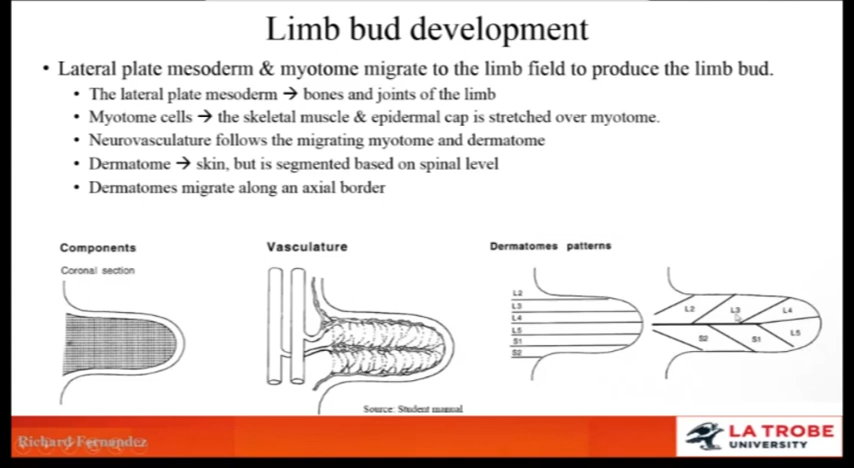 Limb bud development
• Lateral plate mesoderm & myotome migrate to the limb field to produce the limb bud.
• The lateral plate mesoderm → bones and joints of the limb
• Myotome cells → the skeletal muscle & epidermal cap is stretched over myotome.
• Neurovasculature follows the migrating myotome and dermatome
• Dermatome → skin, but is segmented based on spinal level
• Dermatomes migrate along an axial border
Components
Coronal section
Vasculature
Dermatomes patterns
L2
L3
L4
L5
S1
S2
L2
L3
L4
L5
S2
S1
Source: Student manual
Richard Fernandez
LA TROBE
UNIVERSITY